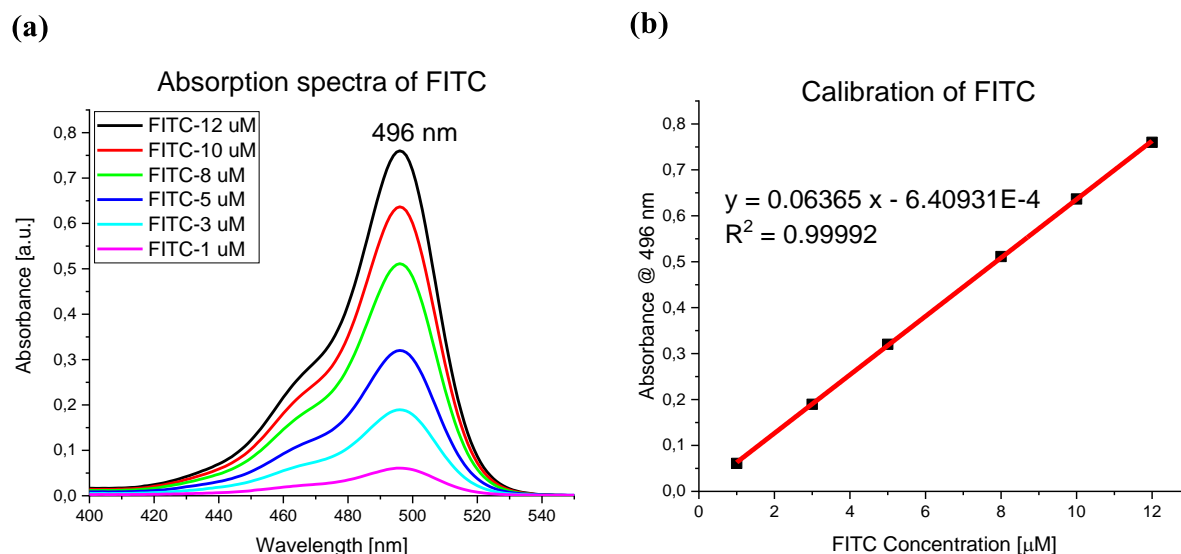 (a)
Absorption spectra of FITC
FITC-12 uM
FITC-10 uM
FITC-8 uM
FITC-5 uM
FITC-3 uM
FITC-1 uM
496 nm
0,8
0,7
0,6
0,5
0,4
0,3
0,2
0,1
0,0
Absorbance [a.u.]
400 420 440 460 480 500 520 540
Wavelength [nm]
(b)
Calibration of FITC
y = 0.06365 x - 6.40931E-4
R² = 0.99992
0,8
0,7
0,6
0,5
0,4
0,3
0,2
0,1
0,0
Absorbance @ 496 nm
0 2 4 6 8 10 12
FITC Concentration [µM]